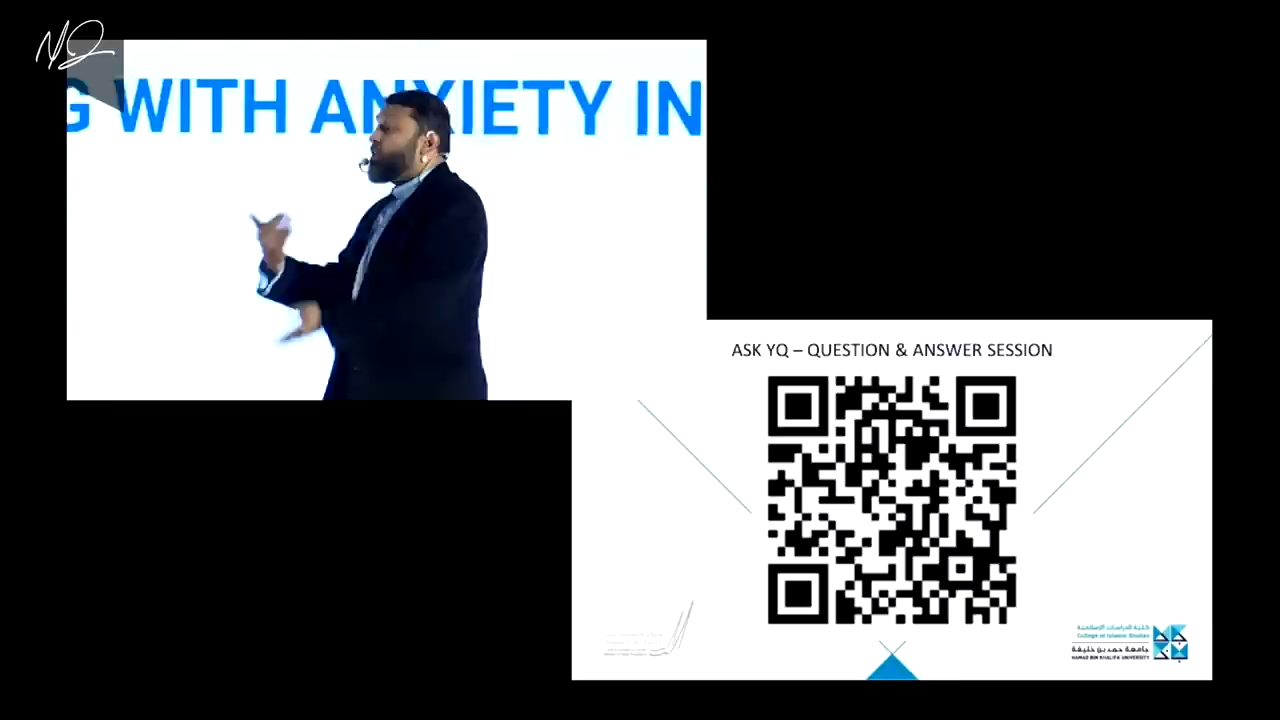 G WITH ANXIETY IN
ASK YQ – QUESTION & ANSWER SESSION
كلية الدراسات الإسلامية
College of Islamic Studies
جامعة حمد بن خليفة
HAMAD BIN KHALIFA UNIVERSITY